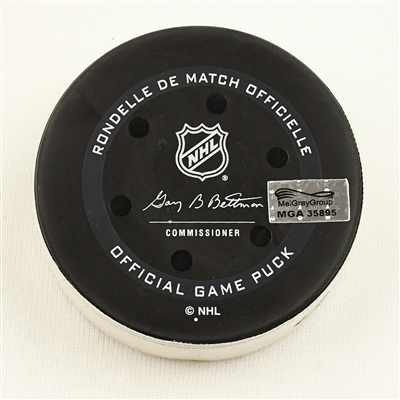 RONDELLE DE MATCH OFFICIELLE
NHL
®
Gary B Bettman
COMMISSIONER
MeiGrayGroup
MGA 35895
OFFICIAL GAME PUCK
© NHL